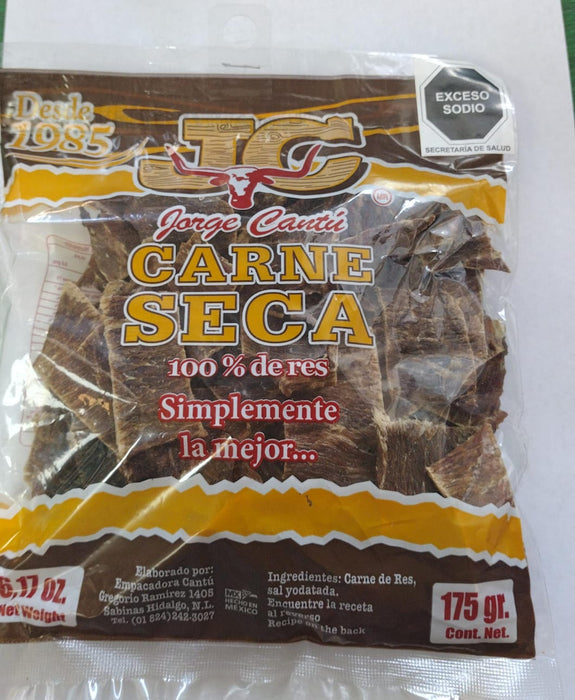 Desde
1985
EXCESO
SODIO
SECRETARÍA DE SALUD
JC
MR
Jorge Cantú
CARNE
SECA
100 % de res
Simplemente
la mejor...
6.17 OZ.
Net Weight
Elaborado por:
Empacadora Cantú
Gregorio Ramírez 1405
Sabinas Hidalgo, N.L.
Tel. (01 824) 242-3027
HECHO EN
MÉXICO
Ingredientes: Carne de Res,
sal yodatada.
Encuentre la receta
al reverso
Recipe on the back
175 gr.
Cont. Net.